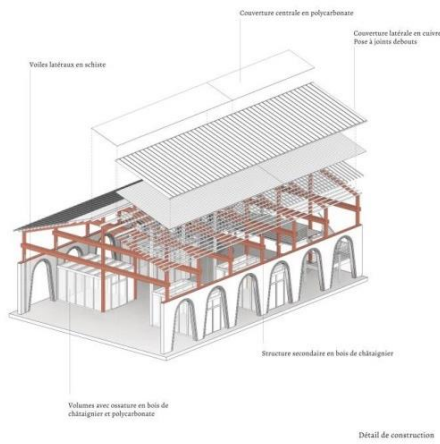 Couverture centrale en polycarbonate
Couverture latérale en cuivre
Pose à joints debouts
Voiles latéraux en schiste
Structure secondaire en bois de châtaignier
Volumes avec ossature en bois de
châtaignier et polycarbonate
Détail de construction